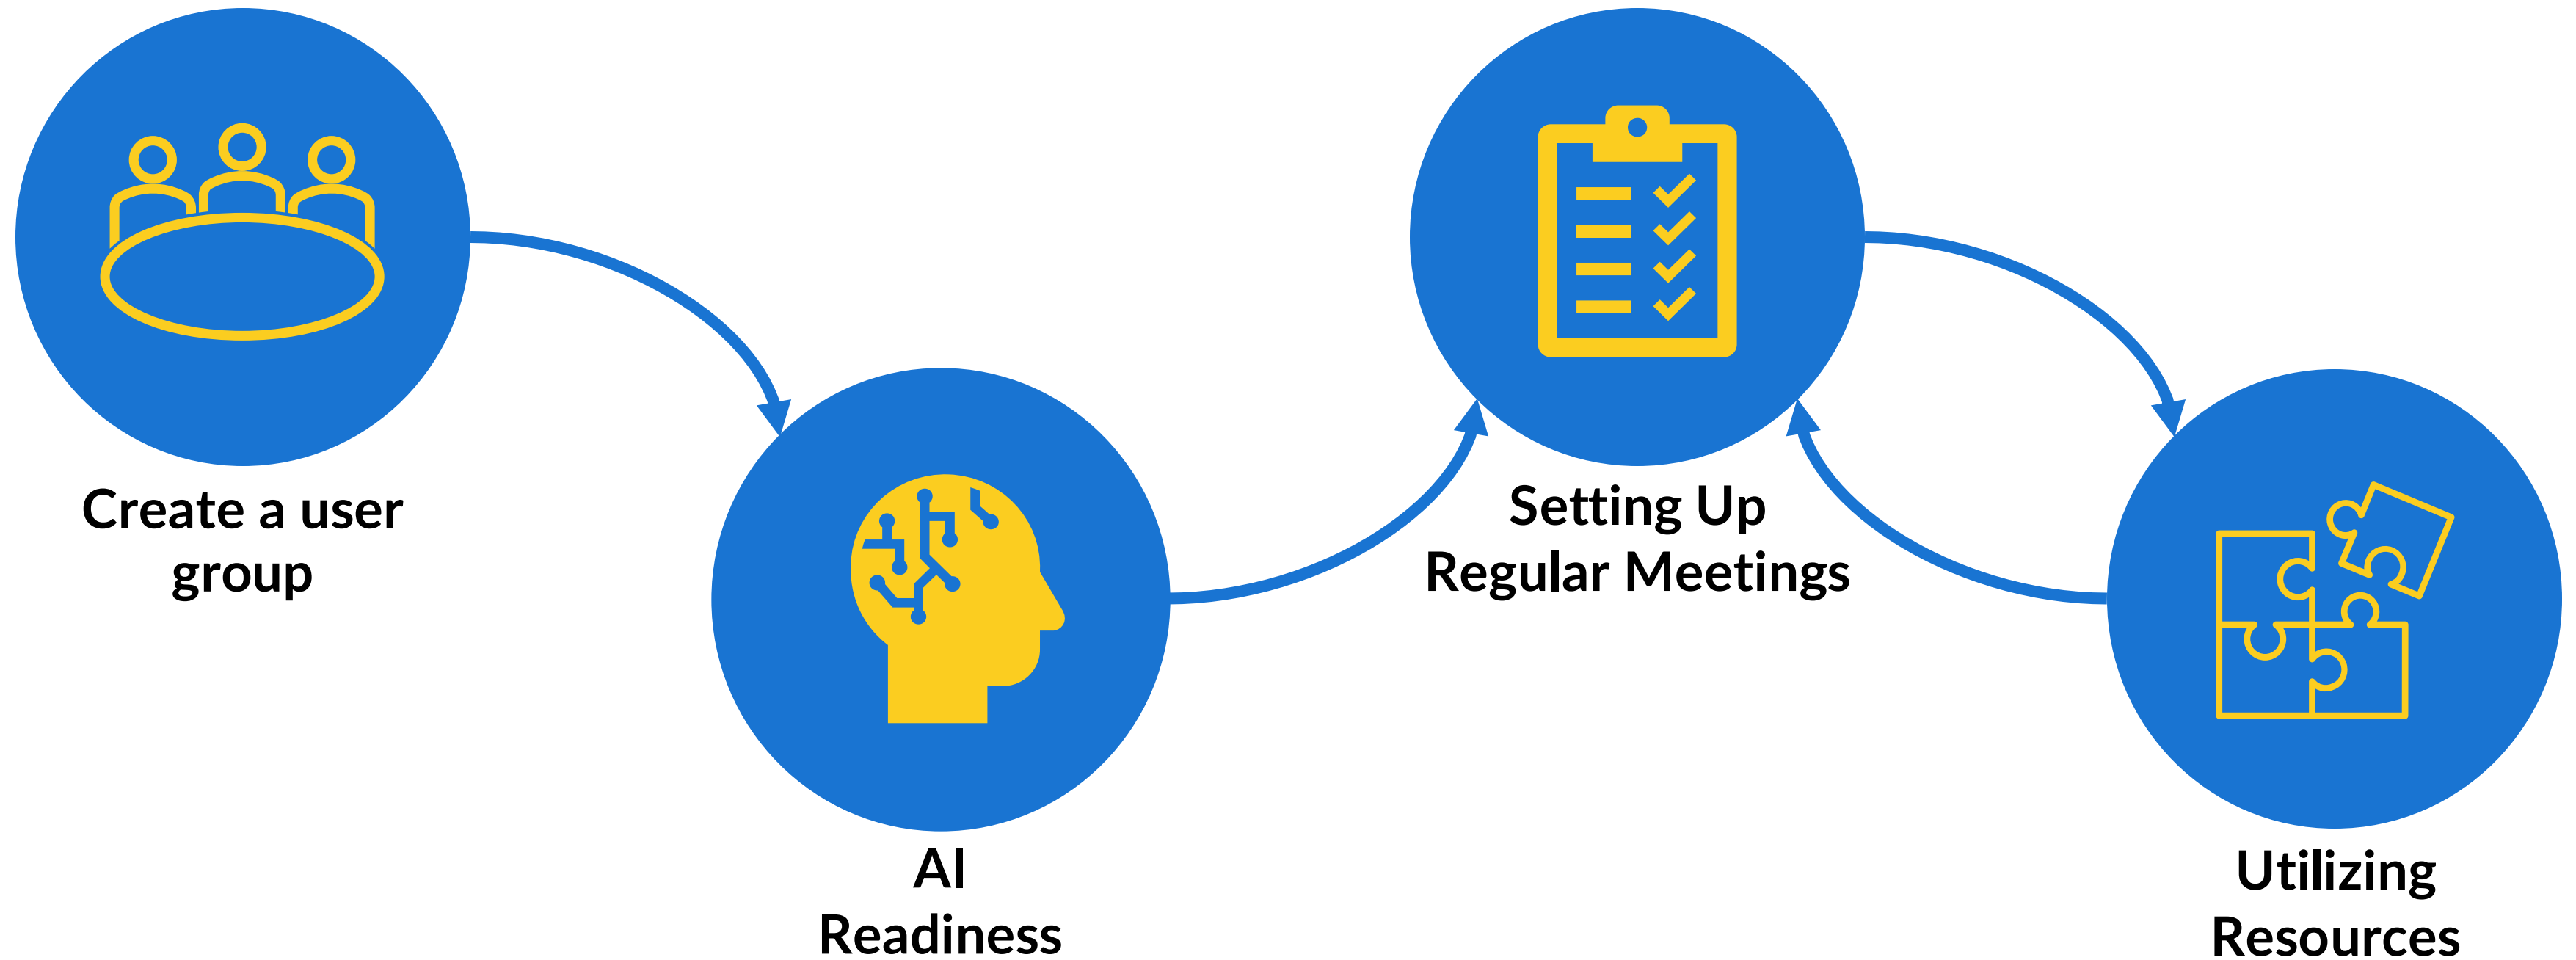 Create a user
group
AI
Readiness
Setting Up
Regular Meetings
Utilizing
Resources